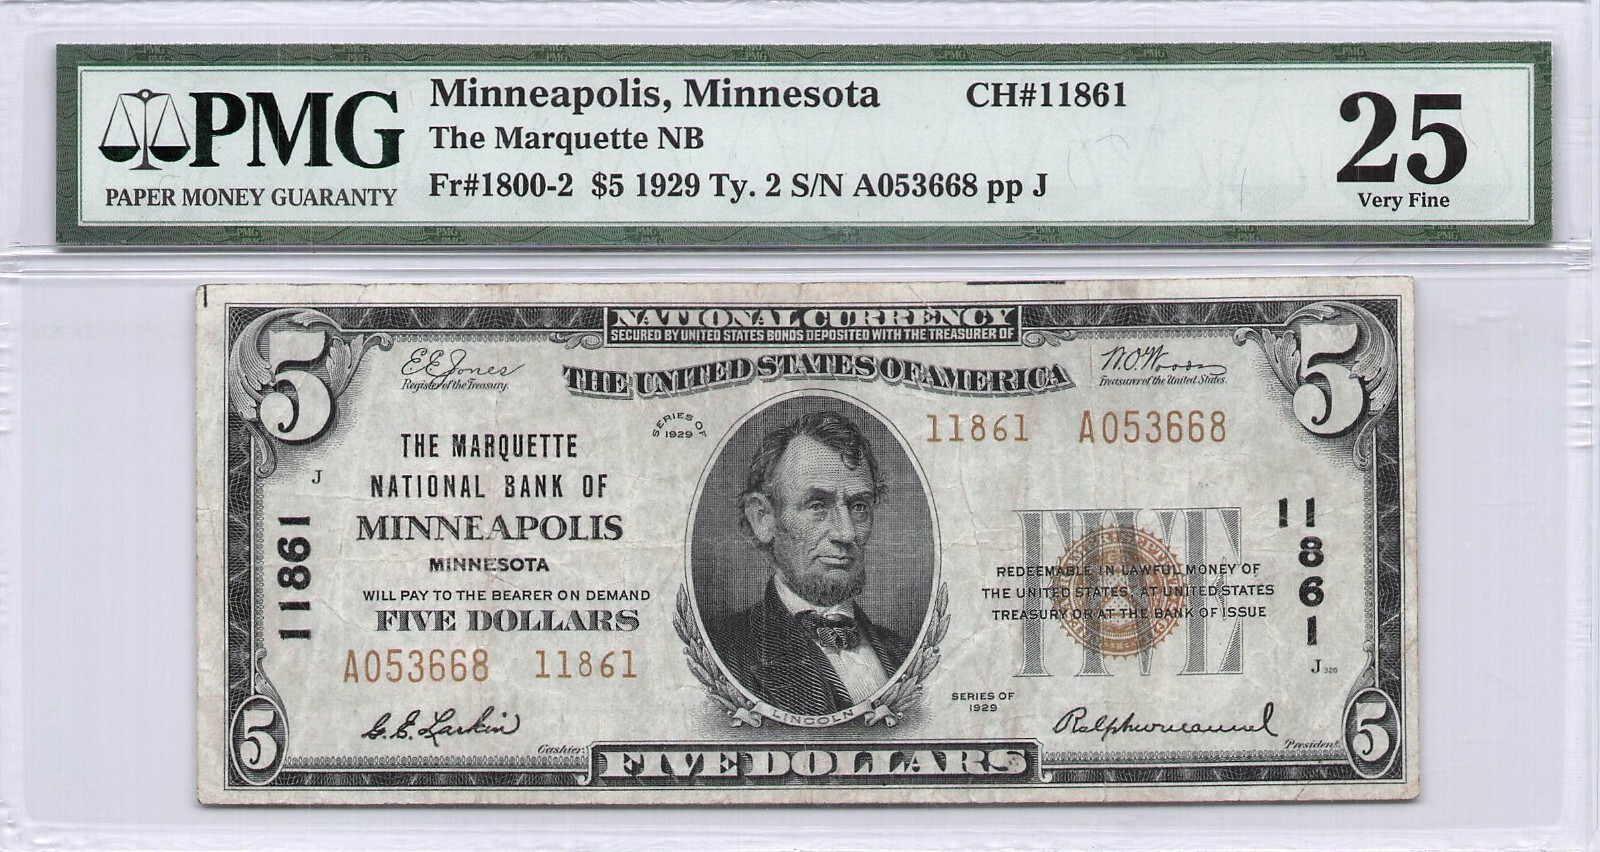 PMG
PAPER MONEY GUARANTY
Minneapolis, Minnesota CH#11861
The Marquette NB
Fr#1800-2 $5 1929 Ty. 2 S/N A053668 pp J
25
Very Fine
NATIONAL CURRENCY
SECURED BY UNITED STATES BONDS DEPOSITED WITH THE TREASURER OF
THE UNITED STATES OF AMERICA
5
5
E.E. Jones
Register of the Treasury.
W.O. Woods
Treasurer of the United States.
SERIES OF
1929
11861 A053668
THE MARQUETTE
NATIONAL BANK OF
MINNEAPOLIS
MINNESOTA
WILL PAY TO THE BEARER ON DEMAND
FIVE DOLLARS
J
11861
A053668 11861
FIVE
REDEEMABLE IN LAWFUL MONEY OF
THE UNITED STATES, AT UNITED STATES
TREASURY OR AT THE BANK OF ISSUE
11861
J 326
SERIES OF
1929
LINCOLN
G.E. Larkin
Cashier.
President.
5
FIVE DOLLARS
5